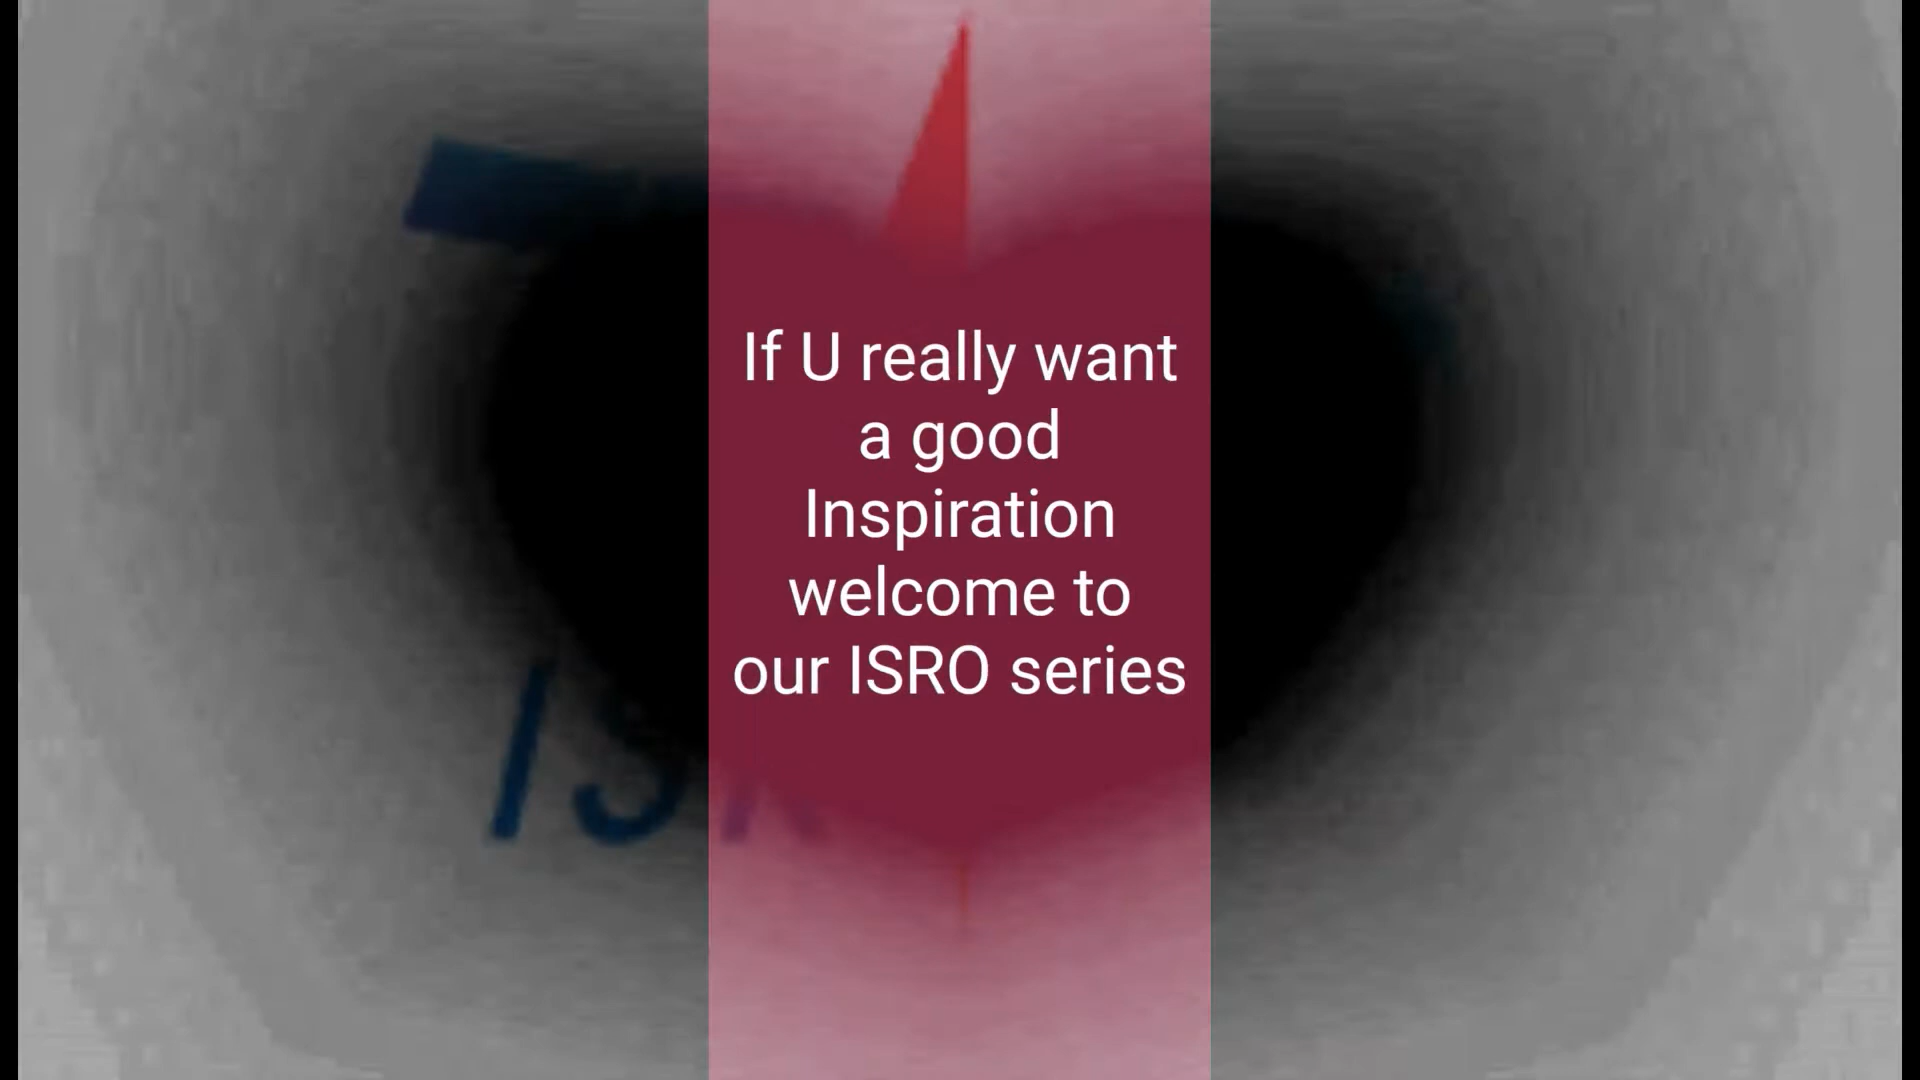 If U really want
a good
Inspiration
welcome to
our ISRO series